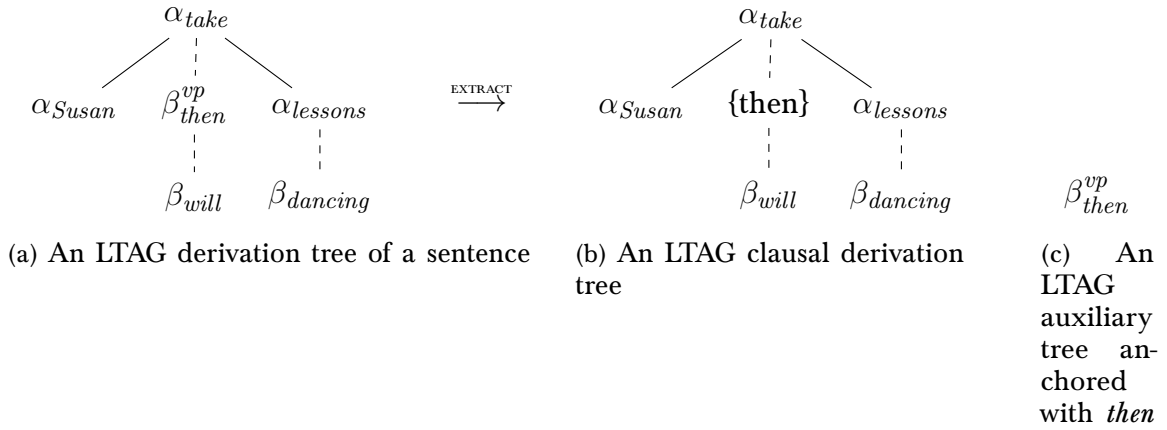 α_take α_take
α_Susan β^vp_then α_lessons EXTRACT⟶ α_Susan {then} α_lessons
β_will β_dancing β_will β_dancing β^vp_then
(a) An LTAG derivation tree of a sentence (b) An LTAG clausal derivation (c) An
tree LTAG
auxiliary
tree an-
chored
with then